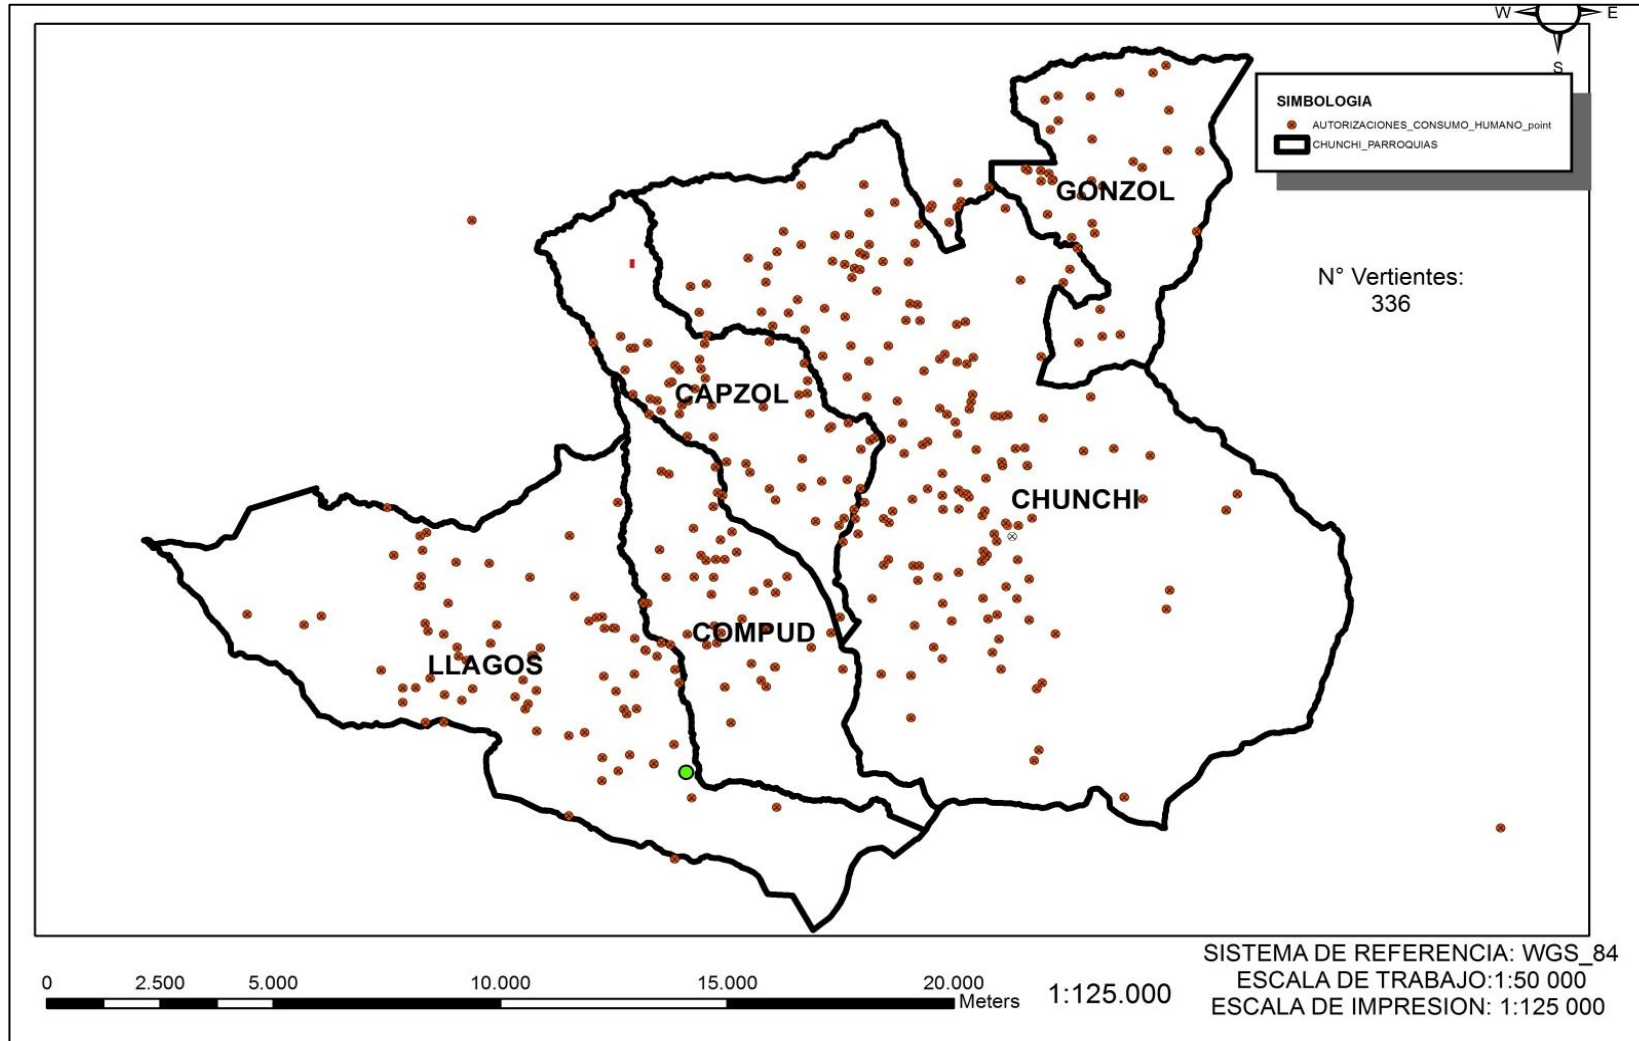 W E
S
SIMBOLOGIA
AUTORIZACIONES_CONSUMO_HUMANO_point
CHUNCHI_PARROQUIAS
GONZOL
N° Vertientes:
336
CAPZOL
CHUNCHI
COMPUD
LLAGOS
0 2.500 5.000 10.000 15.000 20.000
Meters
1:125.000
SISTEMA DE REFERENCIA: WGS_84
ESCALA DE TRABAJO:1:50 000
ESCALA DE IMPRESION: 1:125 000